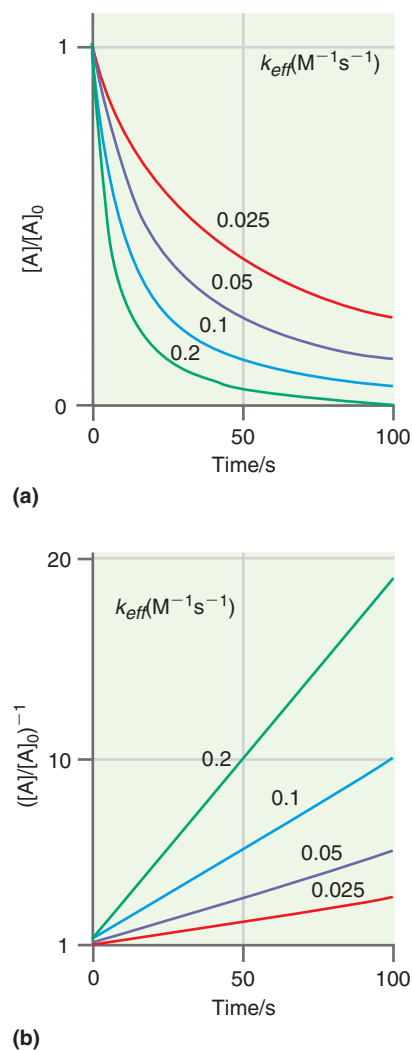 1
k_eff(M⁻¹s⁻¹)
[A]/[A]₀
0.025
0.05
0.1
0.2
0
0 50 100
Time/s
(a)
20
k_eff(M⁻¹s⁻¹)
([A]/[A]₀)⁻¹
10
0.2
0.1
0.05
0.025
1
0 50 100
Time/s
(b)